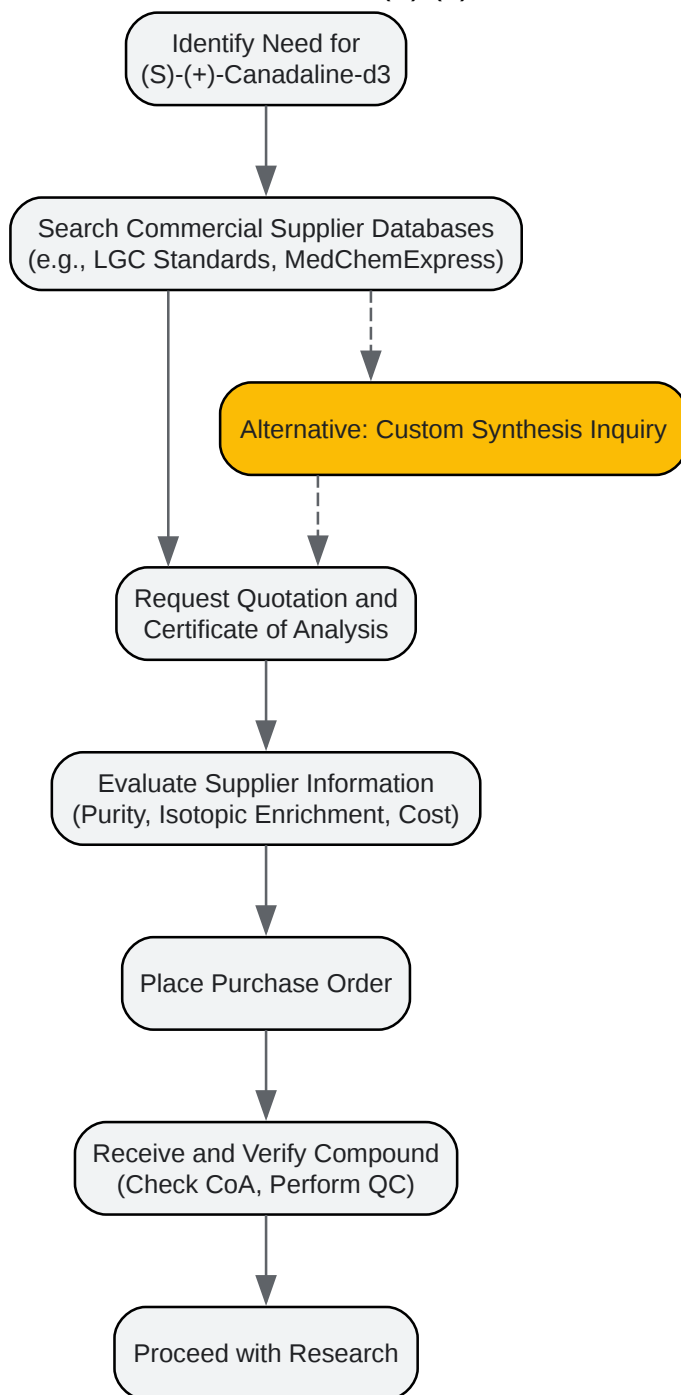 Identify Need for
(S)-(+)-Canadaline-d3
Search Commercial Supplier Databases
(e.g., LGC Standards, MedChemExpress)
Alternative: Custom Synthesis Inquiry
Request Quotation and
Certificate of Analysis
Evaluate Supplier Information
(Purity, Isotopic Enrichment, Cost)
Place Purchase Order
Receive and Verify Compound
(Check CoA, Perform QC)
Proceed with Research